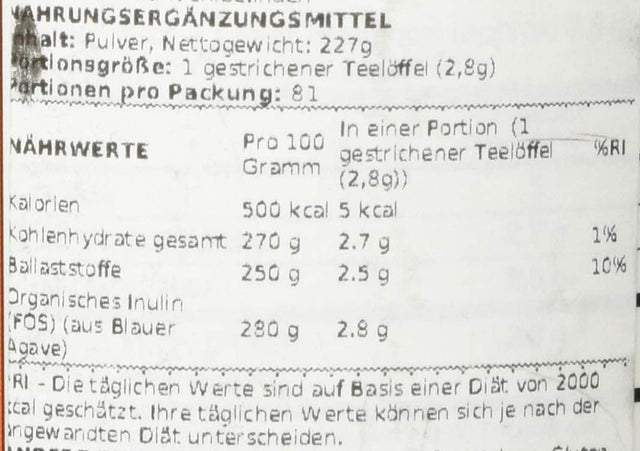 NAHRUNGSERGÄNZUNGSMITTEL
Inhalt: Pulver, Nettogewicht: 227g
Portionsgröße: 1 gestrichener Teelöffel (2,8g)
Portionen pro Packung: 81
NÄHRWERTE Pro 100 Gramm In einer Portion (1 gestrichener Teelöffel (2,8g)) %RI
Kalorien 500 kcal 5 kcal
Kohlenhydrate gesamt 270 g 2.7 g 1%
Ballaststoffe 250 g 2.5 g 10%
Organisches Inulin
(FOS) (aus Blauer 280 g 2.8 g
Agave)
*RI - Die täglichen Werte sind auf Basis einer Diät von 2000
kcal geschätzt. Ihre täglichen Werte können sich je nach der
angewandten Diät unterscheiden.